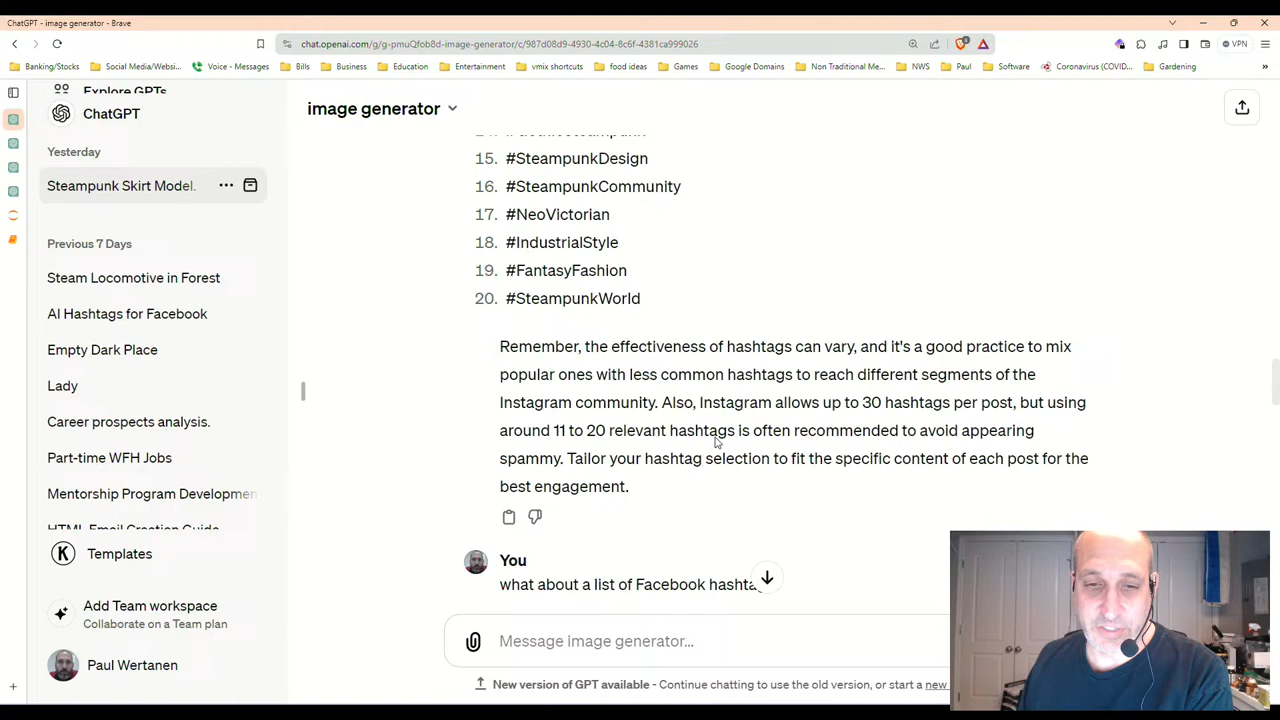 ChatGPT - image generator - Brave
chat.openai.com/g/g-pmuQfob8d-image-generator/c/987d08d9-4930-4c04-8c6f-4381ca999026
VPN
Banking/Stocks
Social Media/Websi...
Voice - Messages
Bills
Business
Education
Entertainment
vmix shortcuts
food ideas
Games
Google Domains
Non Traditional Me...
NWS
Paul
Software
Coronavirus (COVID...
Gardening
»
Explore GPTs
ChatGPT
Yesterday
Steampunk Skirt Model.
Previous 7 Days
Steam Locomotive in Forest
AI Hashtags for Facebook
Empty Dark Place
Lady
Career prospects analysis.
Part-time WFH Jobs
Mentorship Program Developmen
HTML Email Creation Guide
K
Templates
Add Team workspace
Collaborate on a Team plan
Paul Wertanen
image generator
15. #SteampunkDesign
16. #SteampunkCommunity
17. #NeoVictorian
18. #IndustrialStyle
19. #FantasyFashion
20. #SteampunkWorld
Remember, the effectiveness of hashtags can vary, and it's a good practice to mix
popular ones with less common hashtags to reach different segments of the
Instagram community. Also, Instagram allows up to 30 hashtags per post, but using
around 11 to 20 relevant hashtags is often recommended to avoid appearing
spammy. Tailor your hashtag selection to fit the specific content of each post for the
best engagement.
You
what about a list of Facebook hashta
Message image generator...
New version of GPT available - Continue chatting to use the old version, or start a new